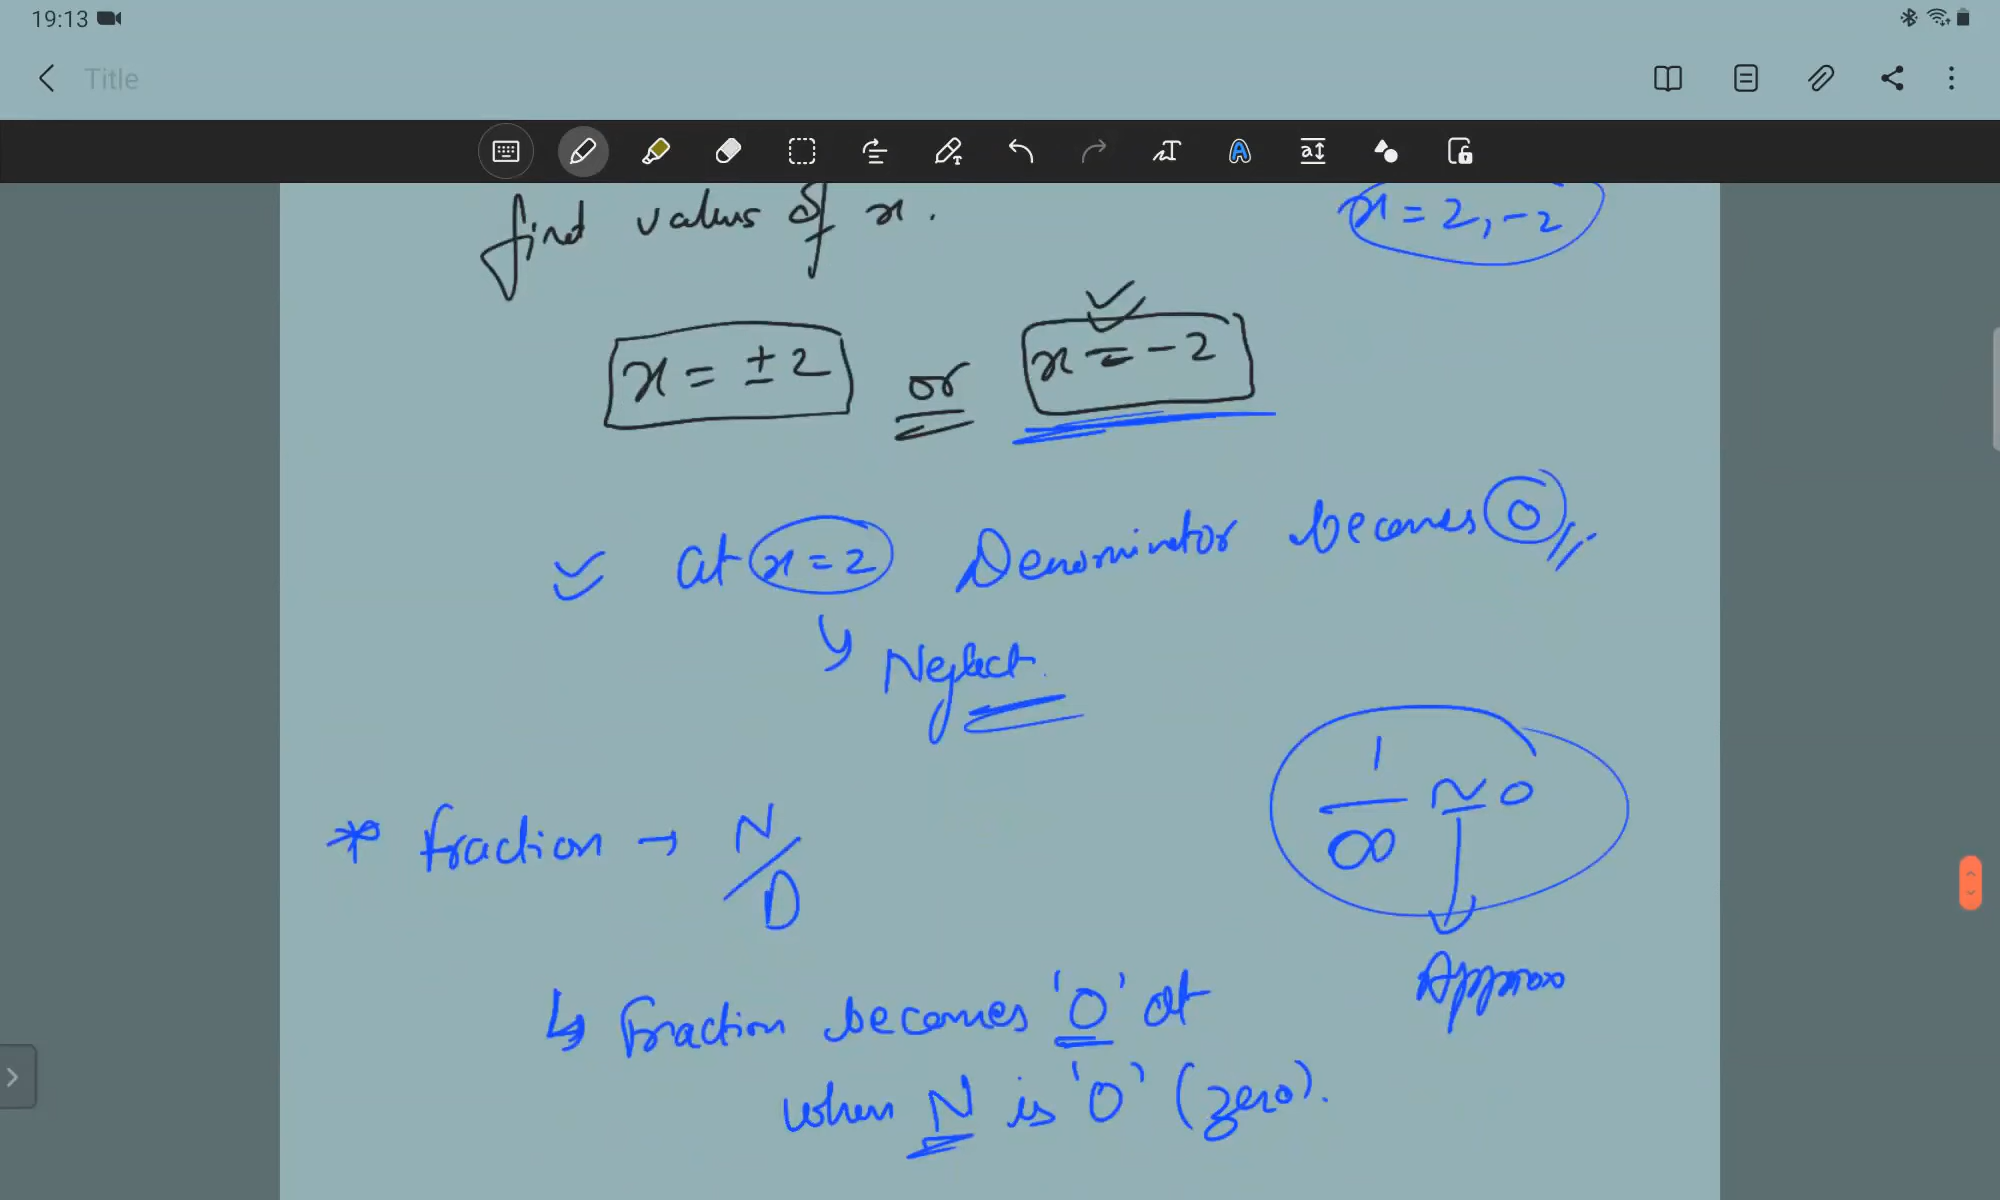 19:13
Title
find values of x.
x = 2, -2
x = ±2 or x = -2
at x = 2 Denominator becomes 0
Neglect.
1/∞ ≃ 0
* fraction → N/D
Approx
↳ fraction becomes '0' at
when N is '0' (zero).